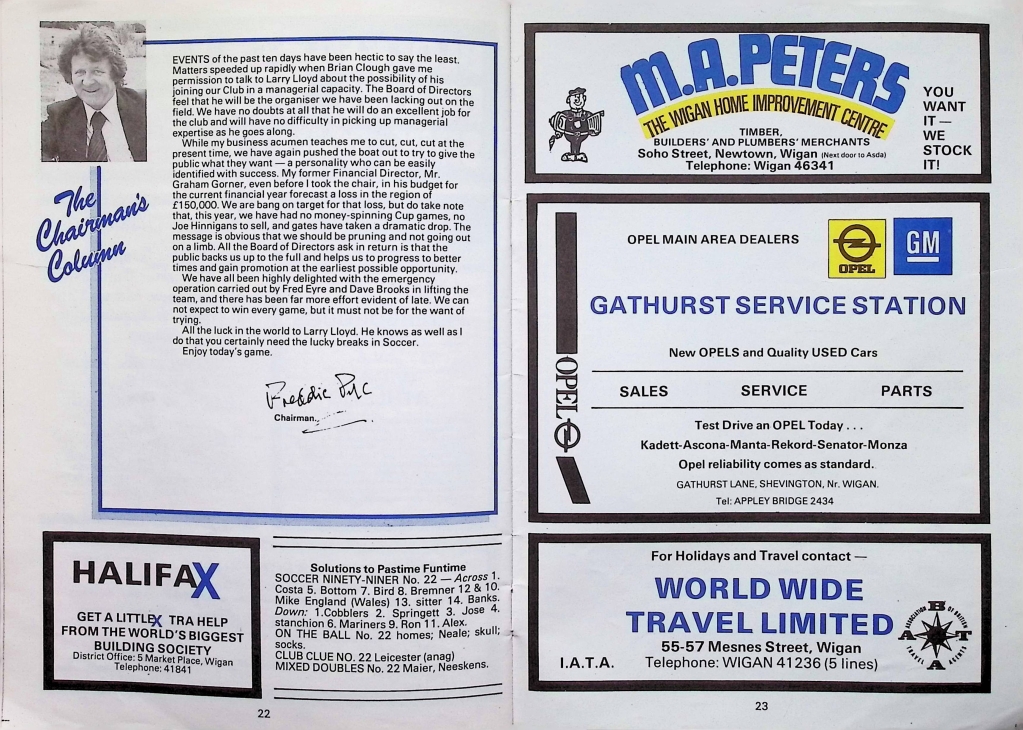 The
Chairman's
Column
EVENTS of the past ten days have been hectic to say the least.
Matters speeded up rapidly when Brian Clough gave me
permission to talk to Larry Lloyd about the possibility of his
joining our Club in a managerial capacity. The Board of Directors
feel that he will be the organiser we have been lacking out on the
field. We have no doubts at all that he will do an excellent job for
the club and will have no difficulty in picking up managerial
expertise as he goes along.
While my business acumen teaches me to cut, cut, cut at the
present time, we have again pushed the boat out to try to give the
public what they want — a personality who can be easily
identified with success. My former Financial Director, Mr.
Graham Gorner, even before I took the chair, in his budget for
the current financial year forecast a loss in the region of
£150,000. We are bang on target for that loss, but do take note
that, this year, we have had no money-spinning Cup games, no
Joe Hinnigans to sell, and gates have taken a dramatic drop. The
message is obvious that we should be pruning and not going out
on a limb. All the Board of Directors ask in return is that the
public backs us up to the full and helps us to progress to better
times and gain promotion at the earliest possible opportunity.
We have all been highly delighted with the emergency
operation carried out by Fred Eyre and Dave Brooks in lifting the
team, and there has been far more effort evident of late. We can
not expect to win every game, but it must not be for the want of
trying.
All the luck in the world to Larry Lloyd. He knows as well as I
do that you certainly need the lucky breaks in Soccer.
Enjoy today's game.
Freddie Pye
Chairman.
HALIFAX
GET A LITTLE X TRA HELP
FROM THE WORLD'S BIGGEST
BUILDING SOCIETY
District Office: 5 Market Place, Wigan
Telephone: 41841
Solutions to Pastime Funtime
SOCCER NINETY-NINER No. 22 — Across 1.
Costa 5. Bottom 7. Bird 8. Bremner 12 & 10.
Mike England (Wales) 13. sitter 14. Banks.
Down: 1.Cobblers 2. Springett 3. Jose 4.
stanchion 6. Mariners 9. Ron 11. Alex.
ON THE BALL No. 22 homes; Neale; skull;
socks.
CLUB CLUE NO. 22 Leicester (anag)
MIXED DOUBLES NO. 22 Maier, Neeskens.
22
M.A.PETERS
THE WIGAN HOME IMPROVEMENT CENTRE
TIMBER,
BUILDERS' AND PLUMBERS' MERCHANTS
Soho Street, Newtown, Wigan (Next door to Asda)
Telephone: Wigan 46341
YOU
WANT
IT —
WE
STOCK
IT!
OPEL MAIN AREA DEALERS
OPEL
GM
GATHURST SERVICE STATION
New OPELS and Quality USED Cars
SALES SERVICE PARTS
OPEL
Test Drive an OPEL Today . . .
Kadett-Ascona-Manta-Rekord-Senator-Monza
Opel reliability comes as standard.
GATHURST LANE, SHEVINGTON, Nr. WIGAN.
Tel: APPLEY BRIDGE 2434
For Holidays and Travel contact —
WORLD WIDE
TRAVEL LIMITED
55-57 Mesnes Street, Wigan
I.A.T.A. Telephone: WIGAN 41236 (5 lines)
ABTA
ASSOCIATION OF BRITISH TRAVEL AGENTS
23